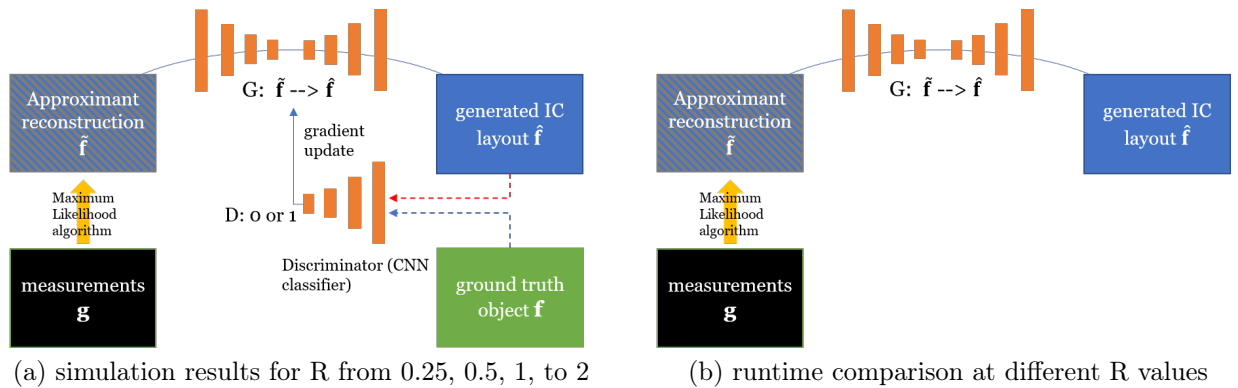 Approximant
reconstruction
f̃
G: f̃ --> f̂
generated IC
layout f̂
gradient
update
Maximum
Likelihood
algorithm
D: 0 or 1
Discriminator (CNN
classifier)
measurements
g
ground truth
object f
(a) simulation results for R from 0.25, 0.5, 1, to 2
Approximant
reconstruction
f̃
G: f̃ --> f̂
generated IC
layout f̂
Maximum
Likelihood
algorithm
measurements
g
(b) runtime comparison at different R values